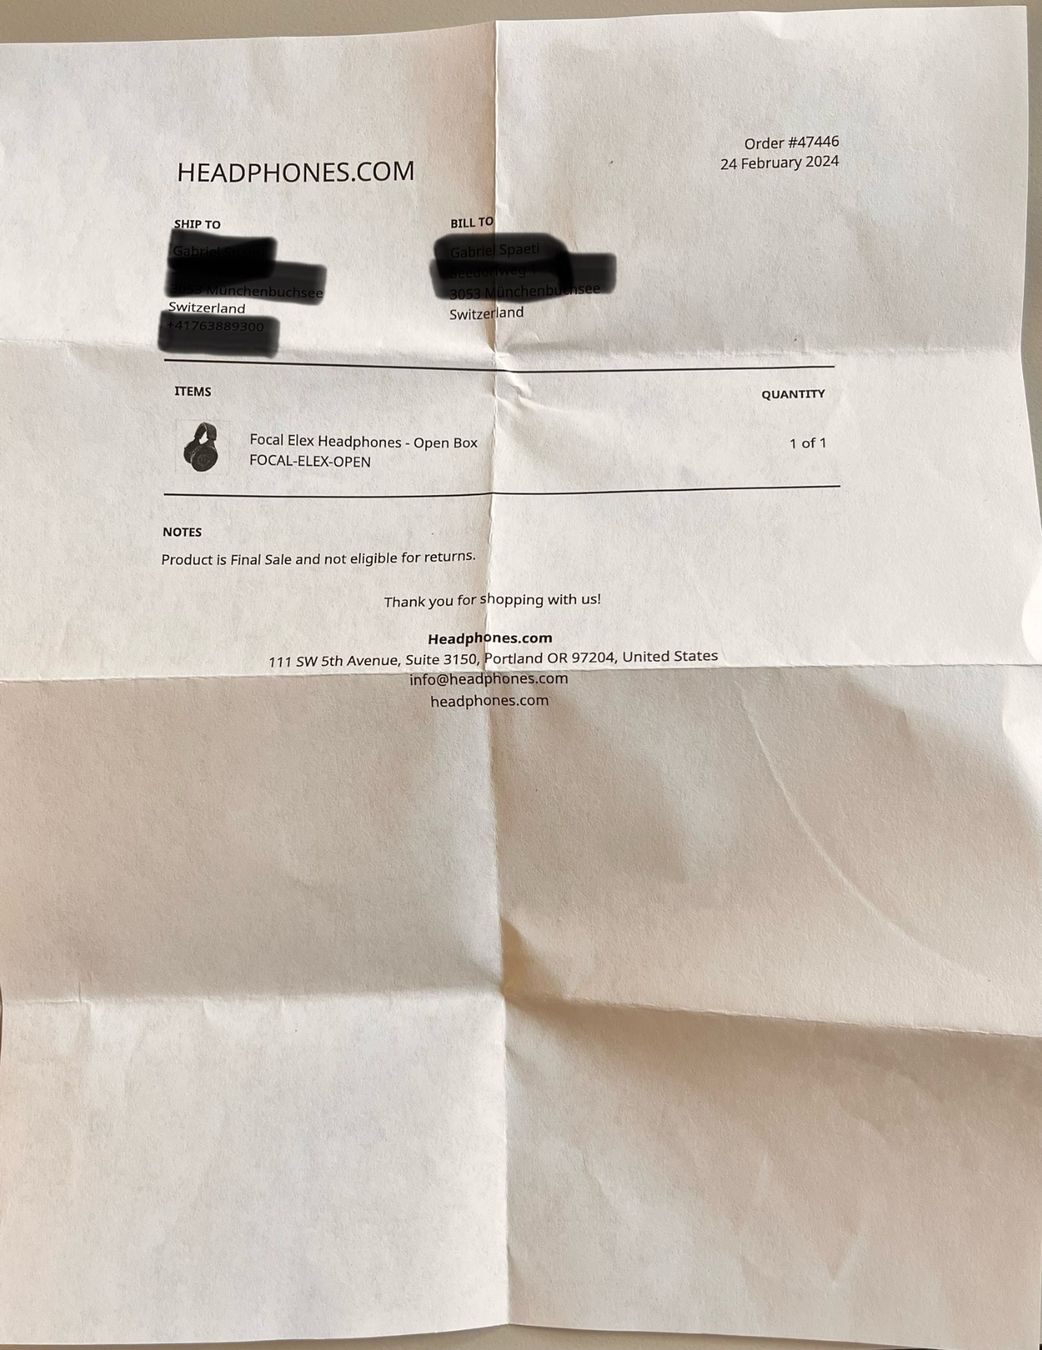 Order #47446
24 February 2024
HEADPHONES.COM
SHIP TO
Switzerland
BILL TO
Switzerland
ITEMS
QUANTITY
Focal Elex Headphones - Open Box
FOCAL-ELEX-OPEN
1 of 1
NOTES
Product is Final Sale and not eligible for returns.
Thank you for shopping with us!
Headphones.com
111 SW 5th Avenue, Suite 3150, Portland OR 97204, United States
info@headphones.com
headphones.com